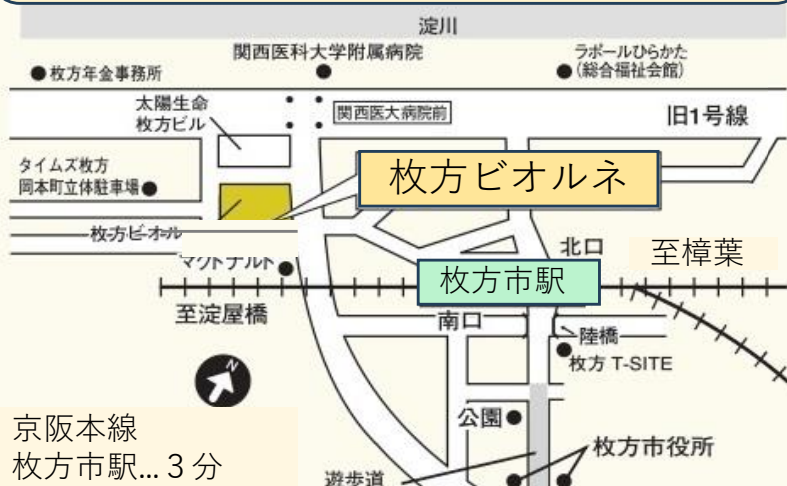 淀川
関西医科大学附属病院
ラポールひらかた
(総合福祉会館)
枚方年金事務所
太陽生命
枚方ビル
関西医大病院前
旧1号線
タイムズ枚方
岡本町立体駐車場
枚方ビオルネ
枚方ビオル
マクドナルド
北口
至樟葉
枚方市駅
至淀屋橋
南口
陸橋
枚方 T-SITE
N
公園
京阪本線
枚方市駅…３分
枚方市役所
遊歩道